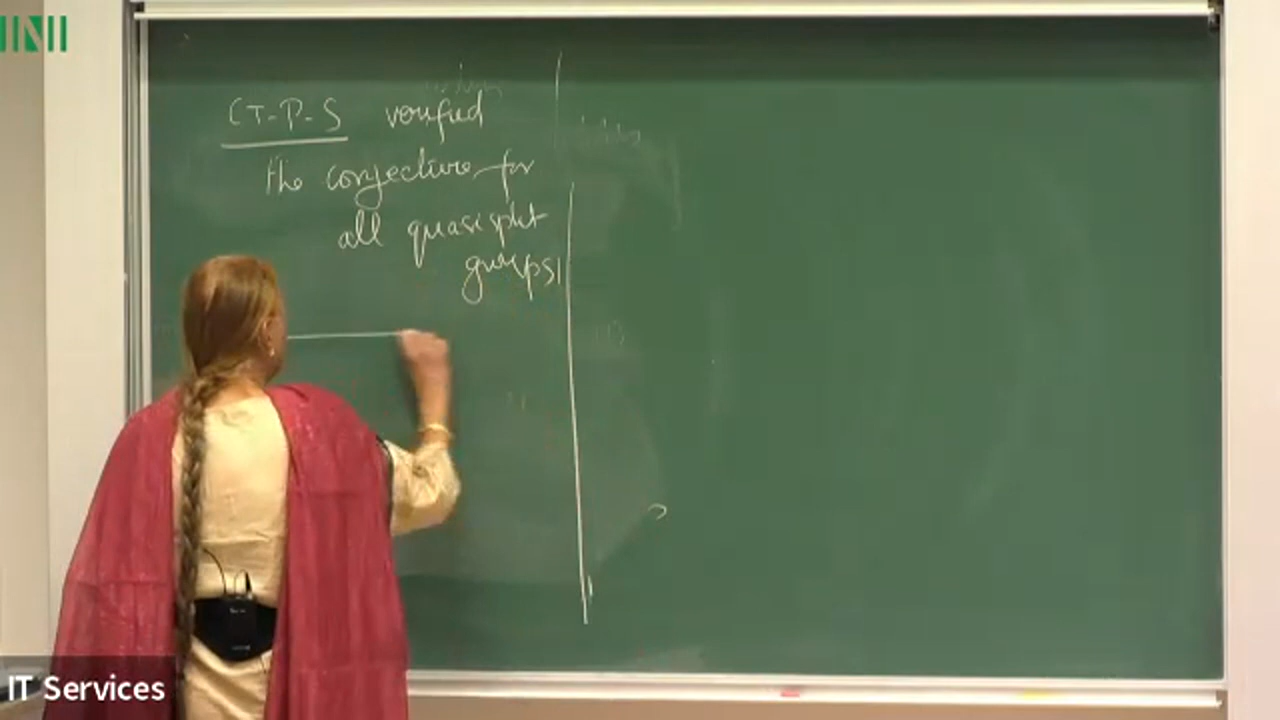 CT-P-S verified
the conjecture for
all quasisplit
groups
IT Services